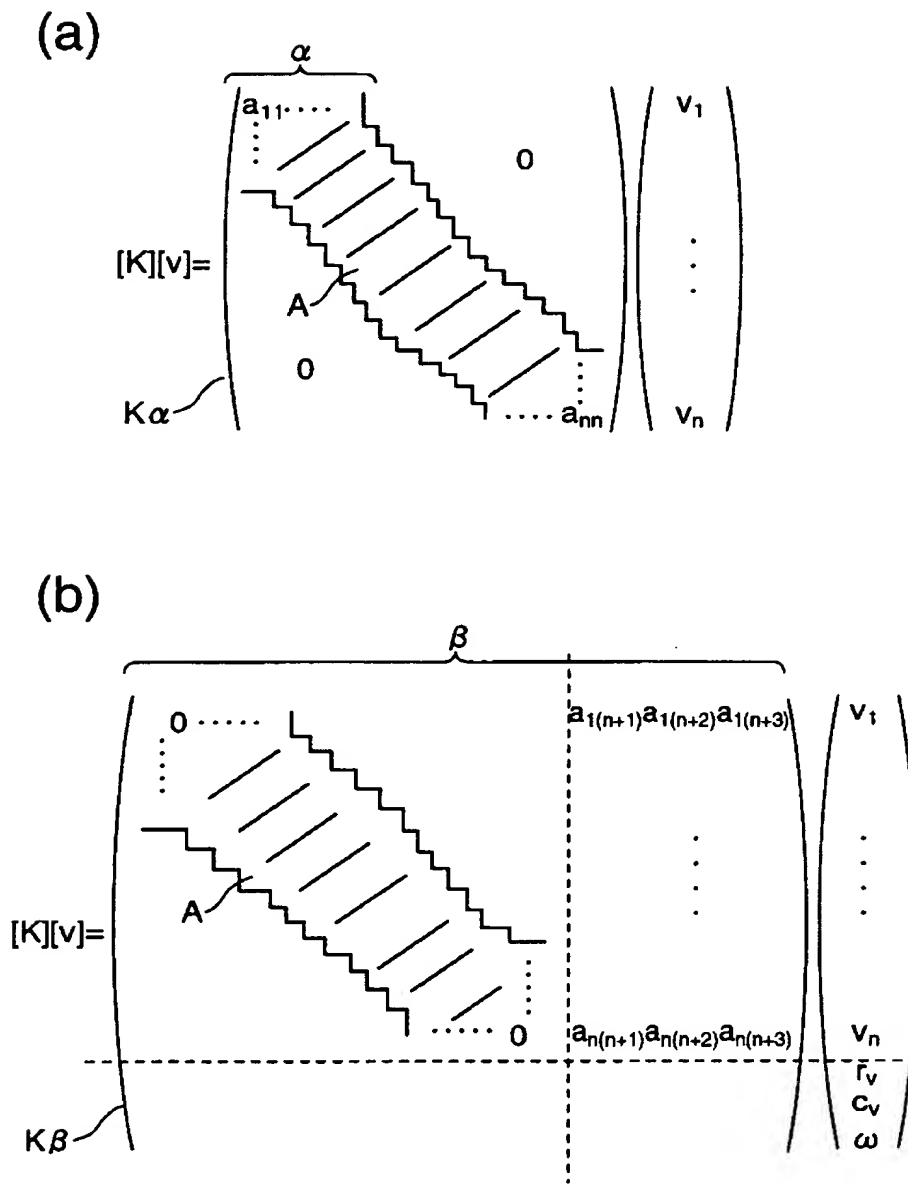 (a)
α
a11 ····
0
v1
[K][v]=
A
0
Kα
···· ann
vn
(b)
β
0 ·····
a1(n+1)a1(n+2)a1(n+3)
v1
A
[K][v]=
····· 0
an(n+1)an(n+2)an(n+3)
vn
rv
cv
Kβ
ω